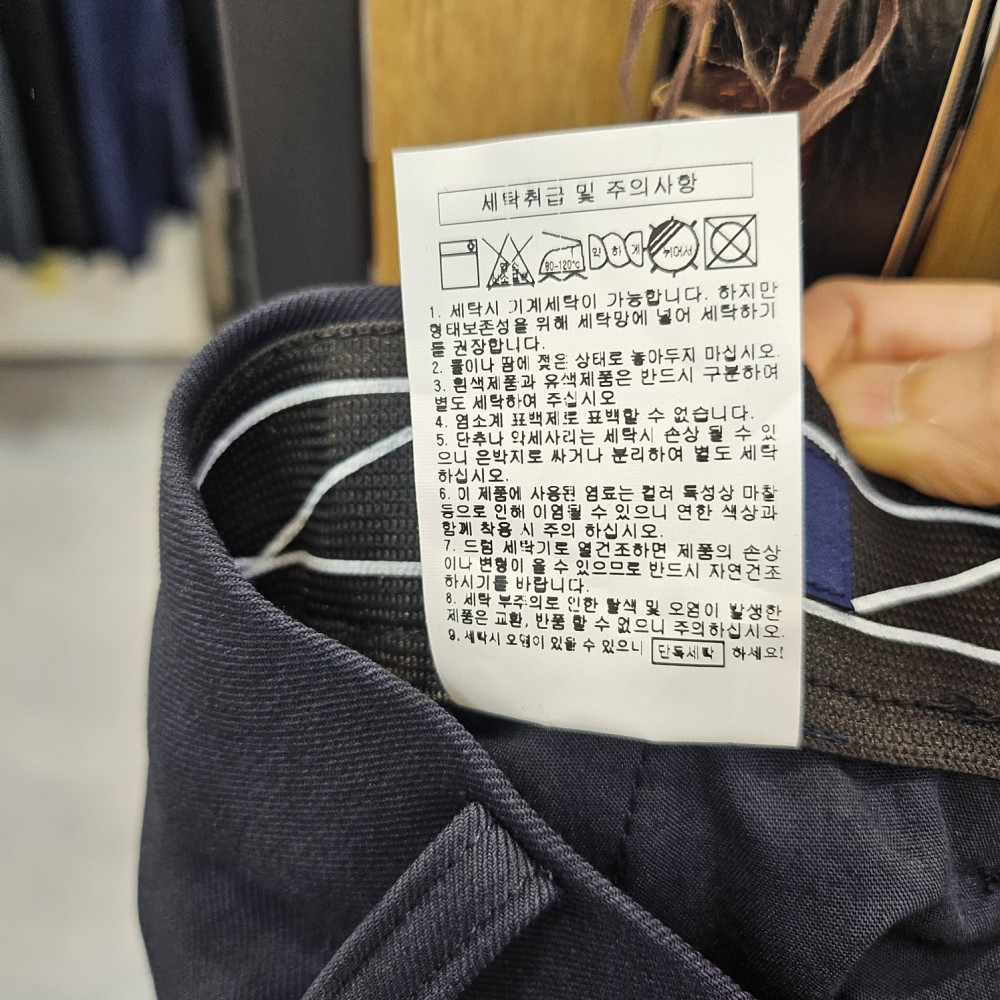 세탁취급 및 주의사항
80-120℃
약하게
뉘어서
1. 세탁시 기계세탁이 가능합니다. 하지만
형태보존성을 위해 세탁망에 넣어 세탁하기
를 권장합니다.
2. 물이나 땀에 젖은 상태로 놓아두지 마십시오.
3. 흰색제품과 유색제품은 반드시 구분하여
별도 세탁하여 주십시오
4. 염소계 표백제로 표백할 수 없습니다.
5. 단추나 악세사리는 세탁시 손상 될 수 있
으니 은박지로 싸거나 분리하여 별도 세탁
하십시오.
6. 이 제품에 사용된 염료는 컬러 특성상 마찰
등으로 인해 이염될 수 있으니 연한 색상과
함께 착용 시 주의 하십시오.
7. 드럼 세탁기로 열건조하면 제품의 손상
이나 변형이 올 수 있으므로 반드시 자연건조
하시기를 바랍니다.
8. 세탁 부주의로 인한 탈색 및 오염이 발생한
제품은 교환, 반품 할 수 없으니 주의하십시오.
9. 세탁시 오염이 있을 수 있으니 단독세탁 하세요!